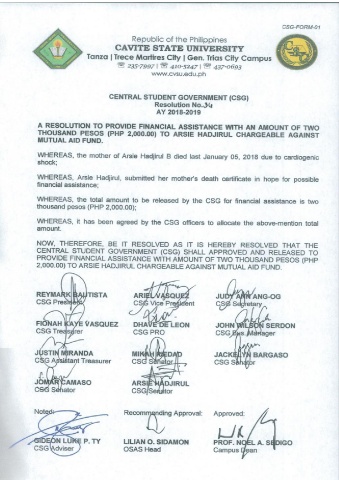 CSG-FORM-01
Republic of the Philippines
CAVITE STATE UNIVERSITY
Tanza | Trece Martires City | Gen. Trias City Campus
☏ 235-7997 | ☏ 410-5247 | ☏ 437-0693
www.cvsu.edu.ph
CENTRAL STUDENT GOVERNMENT (CSG)
Resolution No.
AY 2018-2019
A RESOLUTION TO PROVIDE FINANCIAL ASSISTANCE WITH AN AMOUNT OF TWO
THOUSAND PESOS (PHP 2,000.00) TO ARSIE HADJIRUL CHARGEABLE AGAINST
MUTUAL AID FUND.
WHEREAS, the mother of Arsie Hadjirul B died last January 05, 2018 due to cardiogenic
shock;
WHEREAS, Arsie Hadjirul, submitted her mother's death certificate in hope for possible
financial assistance;
WHEREAS, the total amount to be released by the CSG for financial assistance is two
thousand pesos (PHP 2,000.00);
WHEREAS, it has been agreed by the CSG officers to allocate the above-mention total
amount.
NOW, THEREFORE, BE IT RESOLVED AS IT IS HEREBY RESOLVED THAT THE
CENTRAL STUDENT GOVERNMENT (CSG) SHALL APPROVED AND RELEASED TO
PROVIDE FINANCIAL ASSISTANCE WITH AMOUNT OF TWO THOUSAND PESOS (PHP
2,000.00) TO ARSIE HADJIRUL CHARGEABLE AGAINST MUTUAL AID FUND.
REYMARK BAUTISTA ARIEL VASQUEZ JUDY ANN ANG-OG
CSG President CSG Vice President CSG Secretary
FIONAH KAYE VASQUEZ DHAVE DE LEON JOHN WILSON SERDON
CSG Treasurer CSG PRO CSG Bus. Manager
JUSTIN MIRANDA MIKAH PIEDAD JACKELYN BARGASO
CSG Assistant Treasurer CSG Senator CSG Senator
JOMAR CAMASO ARSIE HADJIRUL
CSG Senator CSG Senator
Noted: Recommending Approval: Approved:
GIDEON LUKE P. TY LILIAN O. SIDAMON PROF. NOEL A. SEDIGO
CSG Adviser OSAS Head Campus Dean